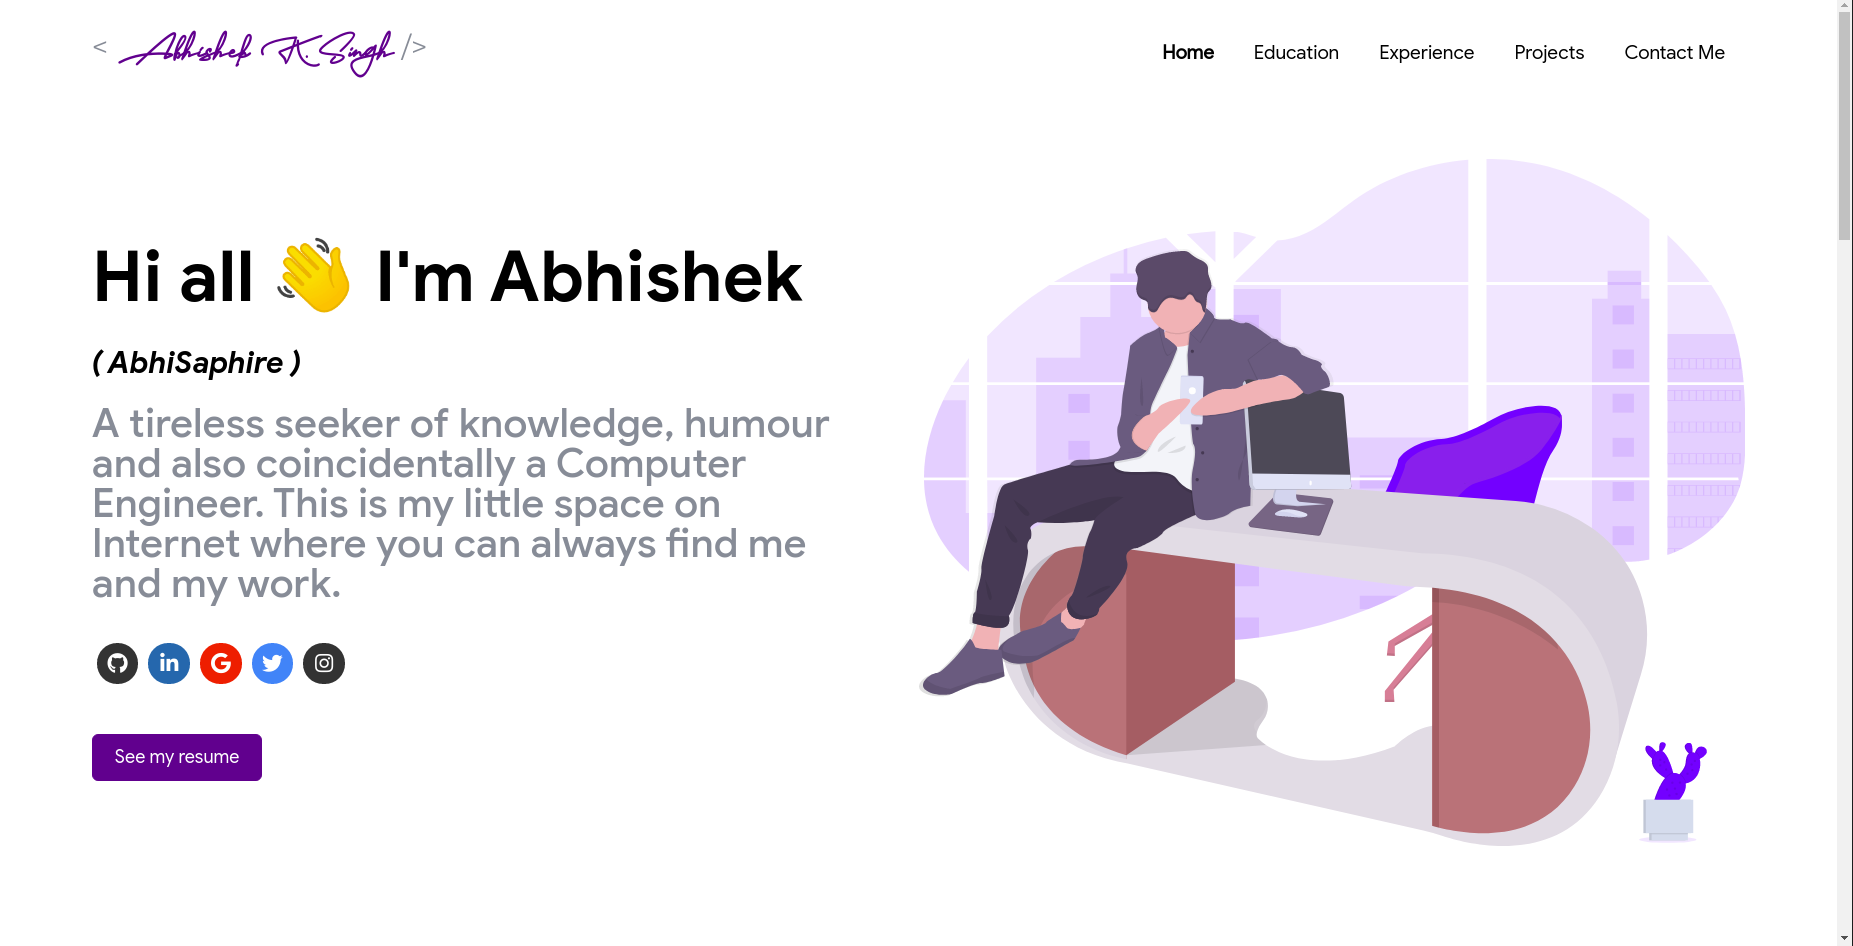 < Abhishek K. Singh />
Home Education Experience Projects Contact Me
Hi all 👋 I'm Abhishek
( AbhiSaphire )
A tireless seeker of knowledge, humour
and also coincidentally a Computer
Engineer. This is my little space on
Internet where you can always find me
and my work.
in G
See my resume